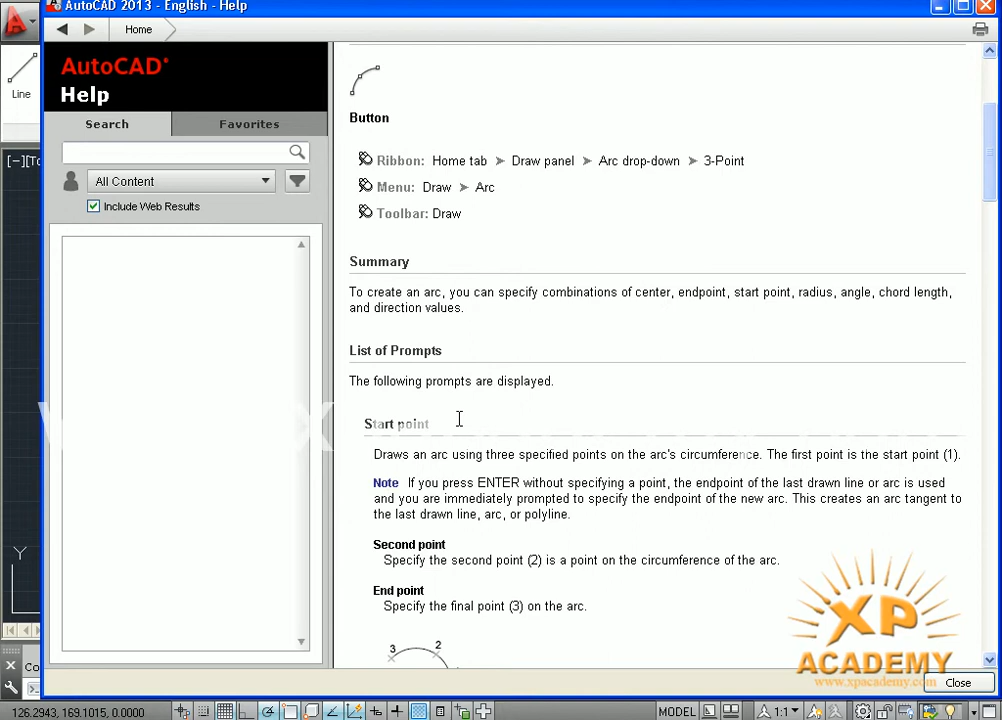 AutoCAD 2013 - English - Help
Home
Line
AutoCAD
Help
Search
Favorites
All Content
Include Web Results
Button
Ribbon: Home tab ➤ Draw panel ➤ Arc drop-down ➤ 3-Point
Menu: Draw ➤ Arc
Toolbar: Draw
Summary
To create an arc, you can specify combinations of center, endpoint, start point, radius, angle, chord length,
and direction values.
List of Prompts
The following prompts are displayed.
Start point
Draws an arc using three specified points on the arc's circumference. The first point is the start point (1).
Note If you press ENTER without specifying a point, the endpoint of the last drawn line or arc is used
and you are immediately prompted to specify the endpoint of the new arc. This creates an arc tangent to
the last drawn line, arc, or polyline.
Second point
Specify the second point (2) is a point on the circumference of the arc.
End point
Specify the final point (3) on the arc.
3
2
Y
XP
ACADEMY
www.xpacademy.com
Close
126.2943, 169.1015, 0.0000
MODEL
1:1